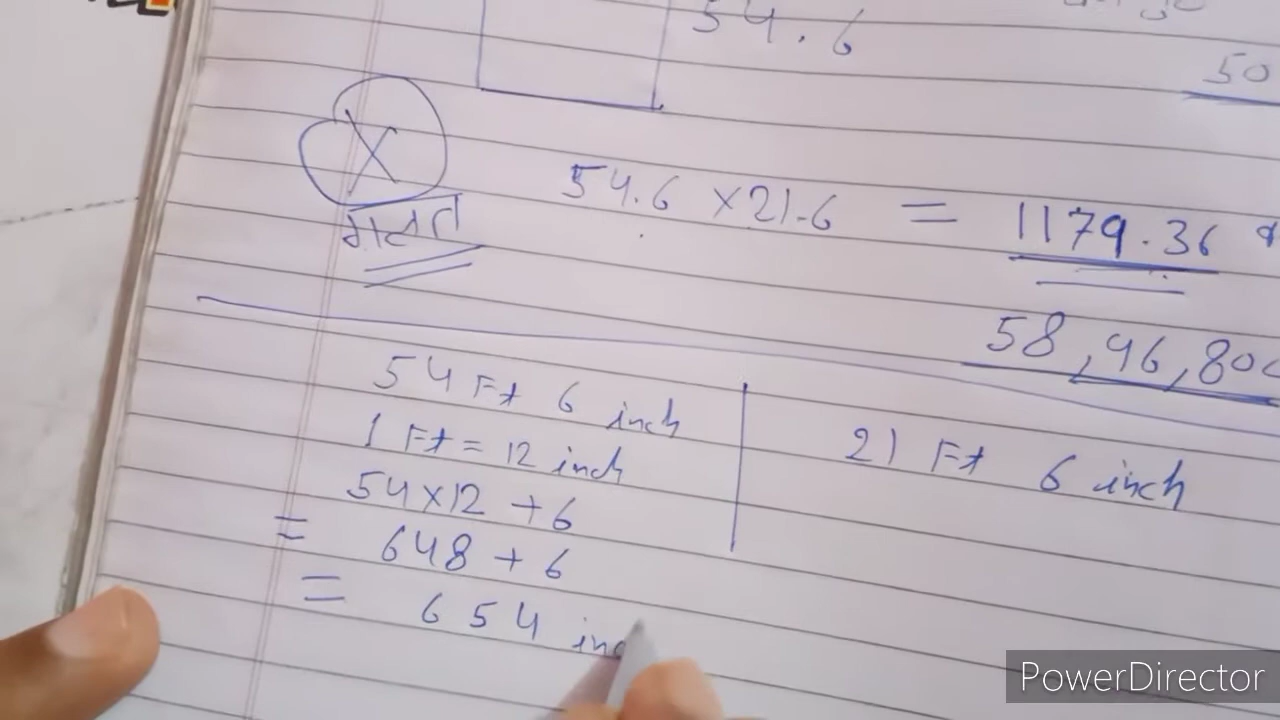 54.6
50
X
गलत
54.6 x 21.6 = 1179.36
58,96,800
54 Ft 6 inch
1 Ft = 12 inch
54 x 12 + 6
= 648 + 6
= 654 inc
21 Ft 6 inch
PowerDirector